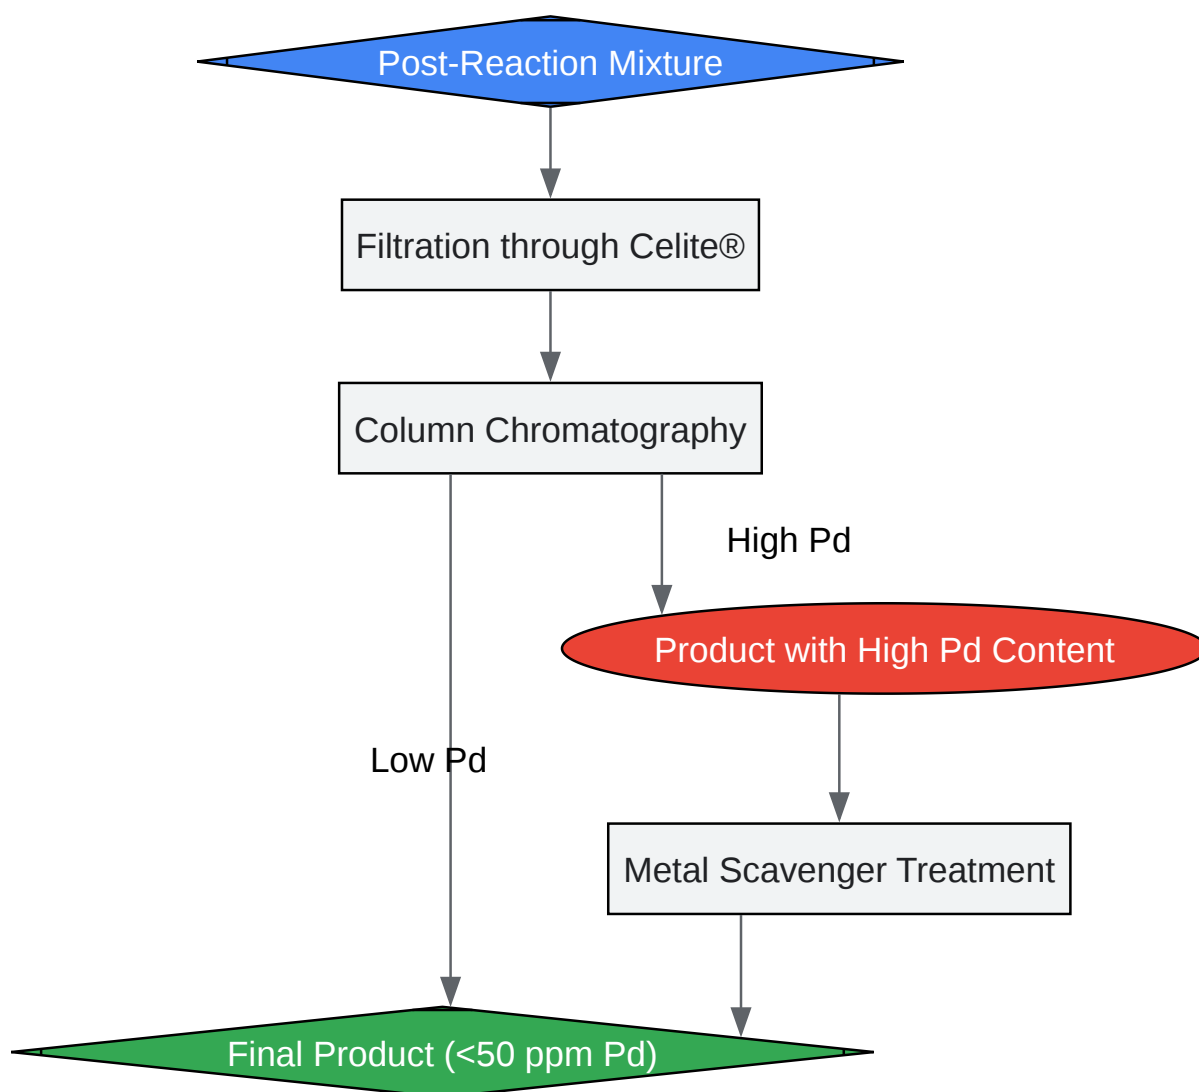 Post-Reaction Mixture
Filtration through Celite®
Column Chromatography
High Pd
Product with High Pd Content
Low Pd
Metal Scavenger Treatment
Final Product (<50 ppm Pd)